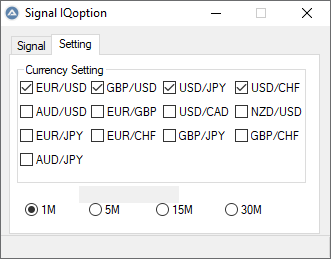 Signal IQoption
Signal Setting
Currency Setting
EUR/USD GBP/USD USD/JPY USD/CHF
AUD/USD EUR/GBP USD/CAD NZD/USD
EUR/JPY EUR/CHF GBP/JPY GBP/CHF
AUD/JPY
1M 5M 15M 30M